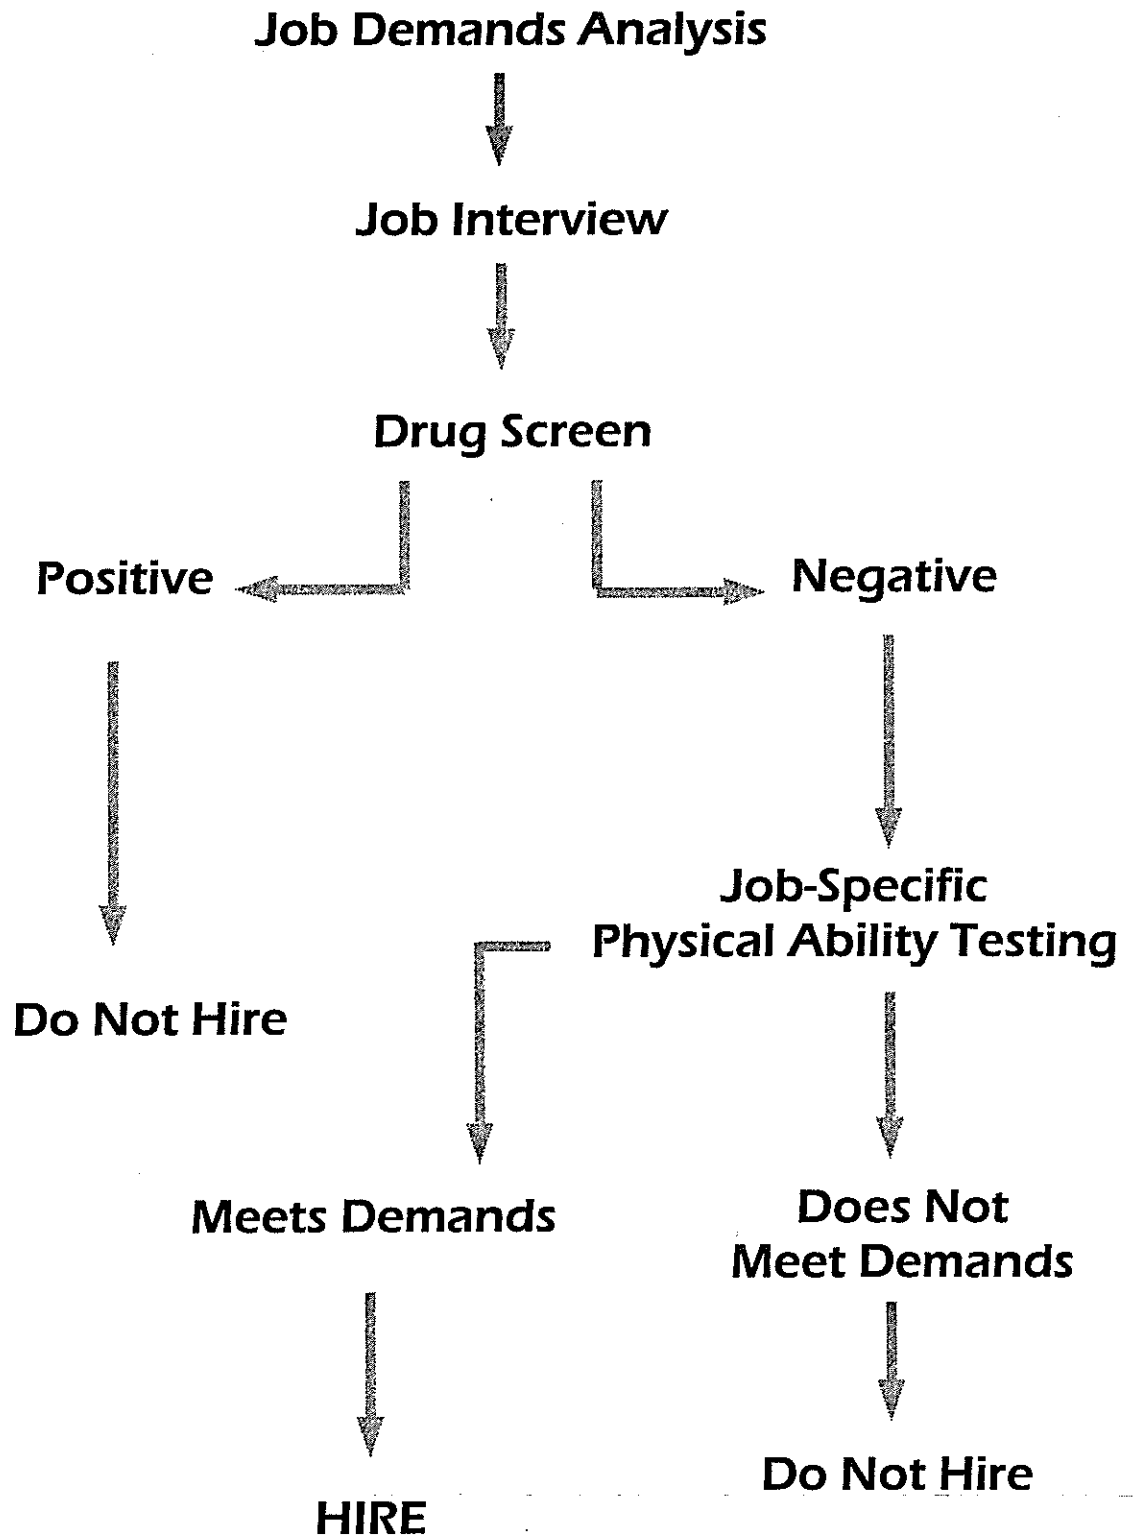 Job Demands Analysis
Job Interview
Drug Screen
Positive
Negative
Job-Specific
Physical Ability Testing
Do Not Hire
Meets Demands
Does Not
Meet Demands
Do Not Hire
HIRE